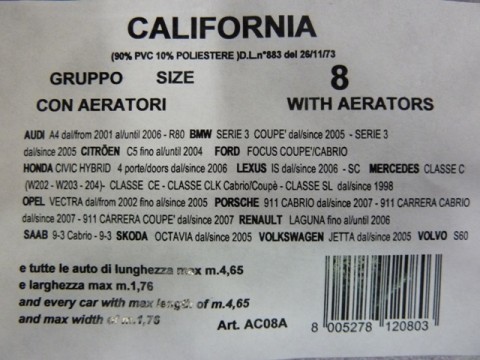 CALIFORNIA
(90% PVC 10% POLIESTERE )D.L.n°883 del 26/11/73
GRUPPO SIZE 8
CON AERATORI WITH AERATORS
AUDI A4 dal/from 2001 al/until 2006 - R80 BMW SERIE 3 COUPE' dal/since 2005 - SERIE 3
dal/since 2005 CITRÖEN C5 fino al/until 2004 FORD FOCUS COUPE'/CABRIO
HONDA CIVIC HYBRID 4 porte/doors dal/since 2006 LEXUS IS dal/since 2006 - SC MERCEDES CLASSE C
(W202 - W203 - 204)- CLASSE CE - CLASSE CLK Cabrio/Coupè - CLASSE SL dal/since 1998
OPEL VECTRA dal/from 2002 fino al/since 2005 PORSCHE 911 CABRIO dal/since 2007 - 911 CARRERA CABRIO
dal/since 2007 - 911 CARRERA COUPE' dal/since 2007 RENAULT LAGUNA fino al/until 2006
SAAB 9-3 Cabrio - 9-3 SKODA OCTAVIA dal/since 2005 VOLKSWAGEN JETTA dal/since 2005 VOLVO S60
e tutte le auto di lunghezza max m.4,65
e larghezza max m.1,76
and every car with max length of m.4,65
and max width of m.1,76
Art. AC08A
8 005278 120803